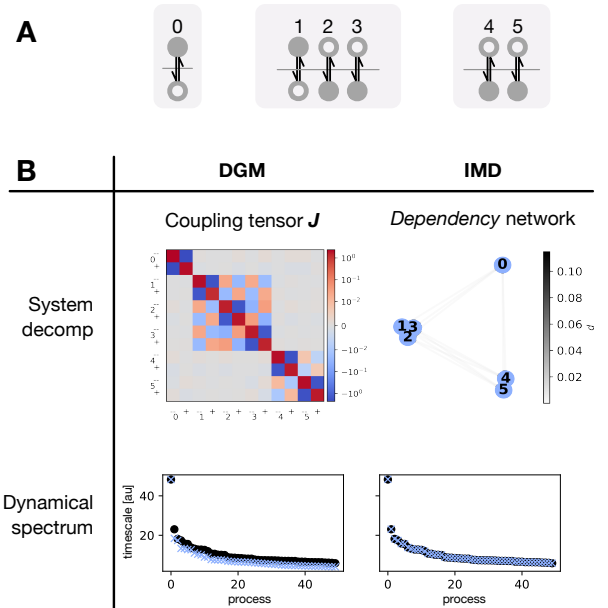 A
0
1 2 3
4 5
B
DGM
IMD
Coupling tensor J
Dependency network
System
decomp
0
1
2
3
4
5
− +
− +
− +
− +
− +
− +
0 1 2 3 4 5
− + − + − + − + − + − +
10⁰
10⁻¹
10⁻²
0
−10⁻²
−10⁻¹
−10⁰
0
1 3
2
4
5
0.10
0.08
0.06
0.04
0.02
d
Dynamical
spectrum
timescale [au]
40
20
0 20 40
process
0 20 40
process